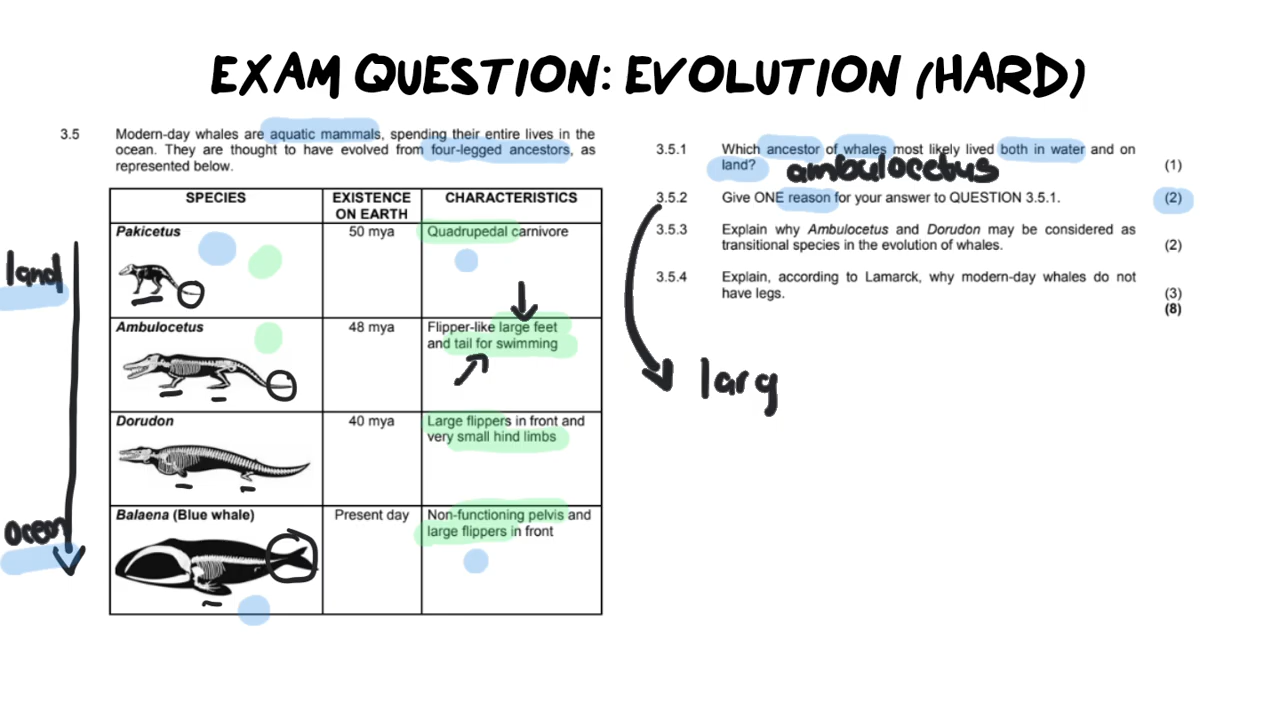 EXAM QUESTION: EVOLUTION (HARD)
3.5 Modern-day whales are aquatic mammals, spending their entire lives in the
ocean. They are thought to have evolved from four-legged ancestors, as
represented below.
SPECIES EXISTENCE ON EARTH CHARACTERISTICS
Pakicetus 50 mya Quadrupedal carnivore
land
Ambulocetus 48 mya Flipper-like large feet
and tail for swimming
Dorudon 40 mya Large flippers in front and
very small hind limbs
Balaena (Blue whale) Present day Non-functioning pelvis and
large flippers in front
ocean
3.5.1 Which ancestor of whales most likely lived both in water and on
land? (1)
ambulocetus
3.5.2 Give ONE reason for your answer to QUESTION 3.5.1. (2)
3.5.3 Explain why Ambulocetus and Dorudon may be considered as
transitional species in the evolution of whales. (2)
3.5.4 Explain, according to Lamarck, why modern-day whales do not
have legs. (3)
(8)
larg